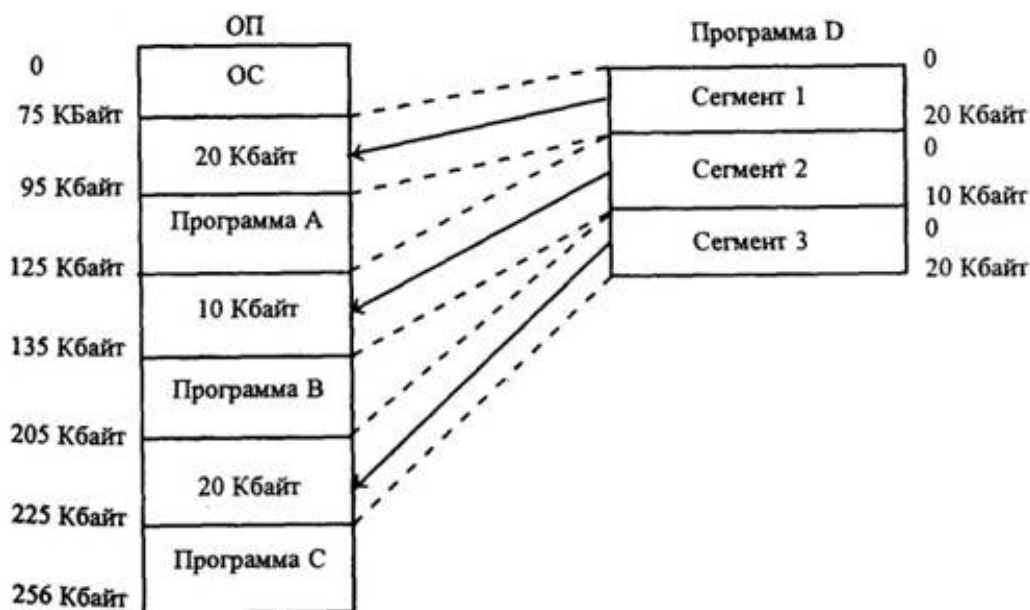 ОП
0
ОС
75 КБайт
20 Кбайт
95 Кбайт
Программа А
125 Кбайт
10 Кбайт
135 Кбайт
Программа В
205 Кбайт
20 Кбайт
225 Кбайт
Программа С
256 Кбайт
Программа D
0
Сегмент 1
20 Кбайт
0
Сегмент 2
10 Кбайт
0
Сегмент 3
20 Кбайт